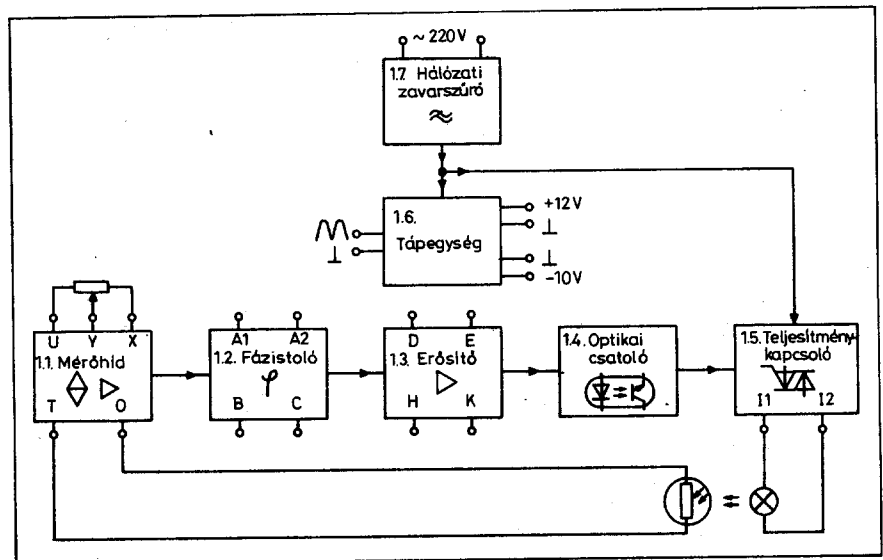 ~ 220V
1.7. Hálózati
zavarszűrő
1.6.
Tápegység
+12V
⊥
⊥
⊥
-10V
U Y X
1.1. Mérőhíd
T O
A1 A2
1.2. Fázistoló
φ
B C
D E
1.3. Erősítő
H K
1.4. Optikai
csatoló
1.5. Teljesítmény-
kapcsoló
I1 I2